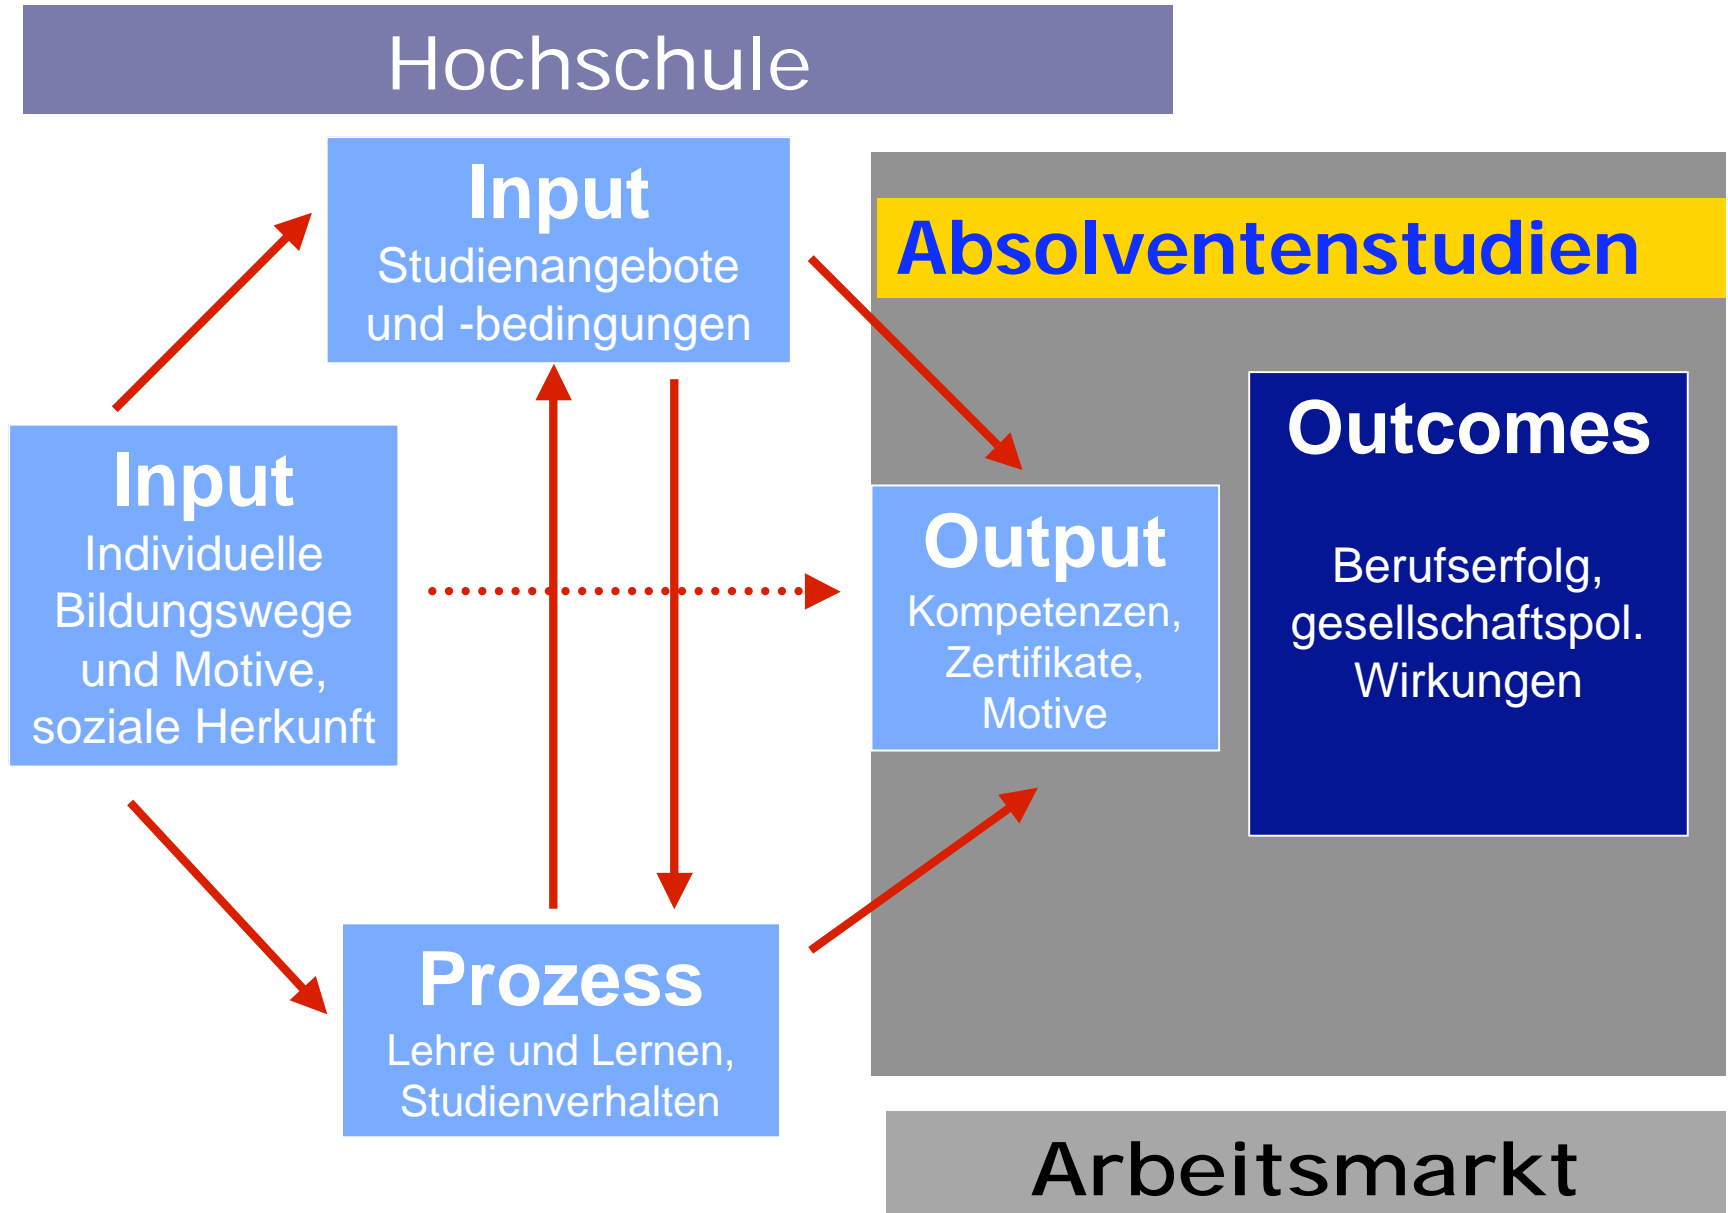 Hochschule
Input
Studienangebote
und -bedingungen
Absolventenstudien
Input
Individuelle
Bildungswege
und Motive,
soziale Herkunft
Output
Kompetenzen,
Zertifikate,
Motive
Outcomes
Berufserfolg,
gesellschaftspol.
Wirkungen
Prozess
Lehre und Lernen,
Studienverhalten
Arbeitsmarkt